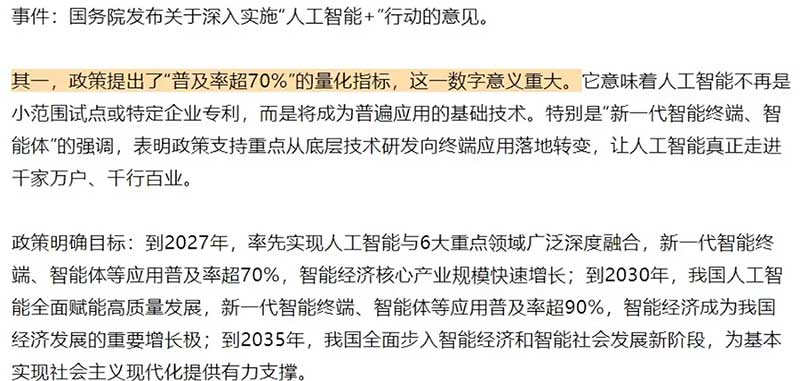 事件：国务院发布关于深入实施“人工智能+”行动的意见。
其一，政策提出了“普及率超70%”的量化指标，这一数字意义重大。它意味着人工智能不再是
小范围试点或特定企业专利，而是将成为普遍应用的基础技术。特别是“新一代智能终端、智
能体”的强调，表明政策支持重点从底层技术研发向终端应用落地转变，让人工智能真正走进
千家万户、千行百业。
政策明确目标：到2027年，率先实现人工智能与6大重点领域广泛深度融合，新一代智能终
端、智能体等应用普及率超70%，智能经济核心产业规模快速增长；到2030年，我国人工智
能全面赋能高质量发展，新一代智能终端、智能体等应用普及率超90%，智能经济成为我国
经济发展的重要增长极；到2035年，我国全面步入智能经济和智能社会发展新阶段，为基本
实现社会主义现代化提供有力支撑。